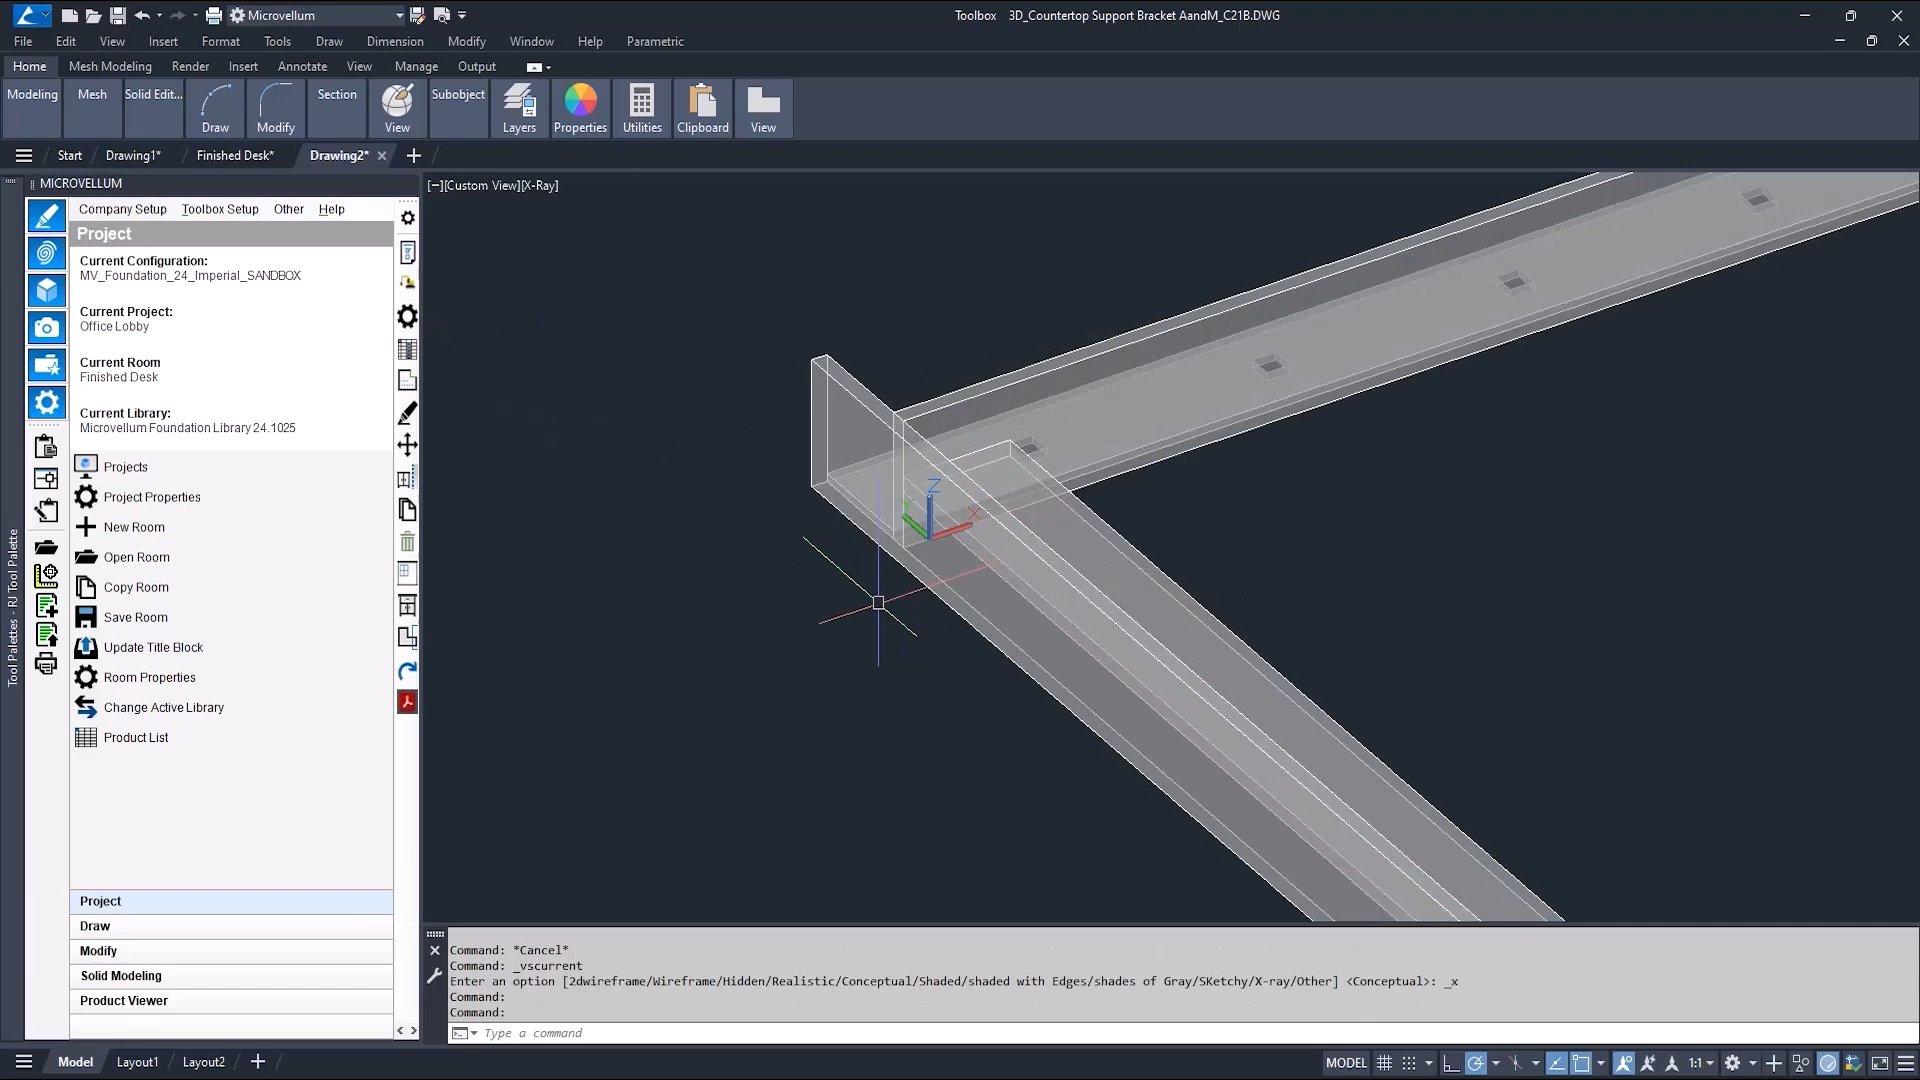 Microvellum
Toolbox 3D_Countertop Support Bracket AandM_C21B.DWG
File Edit View Insert Format Tools Draw Dimension Modify Window Help Parametric
Home Mesh Modeling Render Insert Annotate View Manage Output
Modeling Mesh Solid Edit... Draw Modify Section View Subobject Layers Properties Utilities Clipboard View
Start Drawing1* Finished Desk* Drawing2*
MICROVELLUM
[−][Custom View][X-Ray]
Company Setup Toolbox Setup Other Help
Project
Current Configuration:
MV_Foundation_24_Imperial_SANDBOX
Current Project:
Office Lobby
Current Room
Finished Desk
Current Library:
Microvellum Foundation Library 24.1025
Projects
Project Properties
New Room
Open Room
Copy Room
Save Room
Update Title Block
Room Properties
Change Active Library
Product List
Tool Palettes - RJ Tool Palette
Z
X
Project
Draw
Modify
Solid Modeling
Product Viewer
Command: *Cancel*
Command: _vscurrent
Enter an option [2dwireframe/Wireframe/Hidden/Realistic/Conceptual/Shaded/shaded with Edges/shades of Gray/SKetchy/X-ray/Other] <Conceptual>: _x
Command:
Command:
Type a command
Model Layout1 Layout2
MODEL 1:1